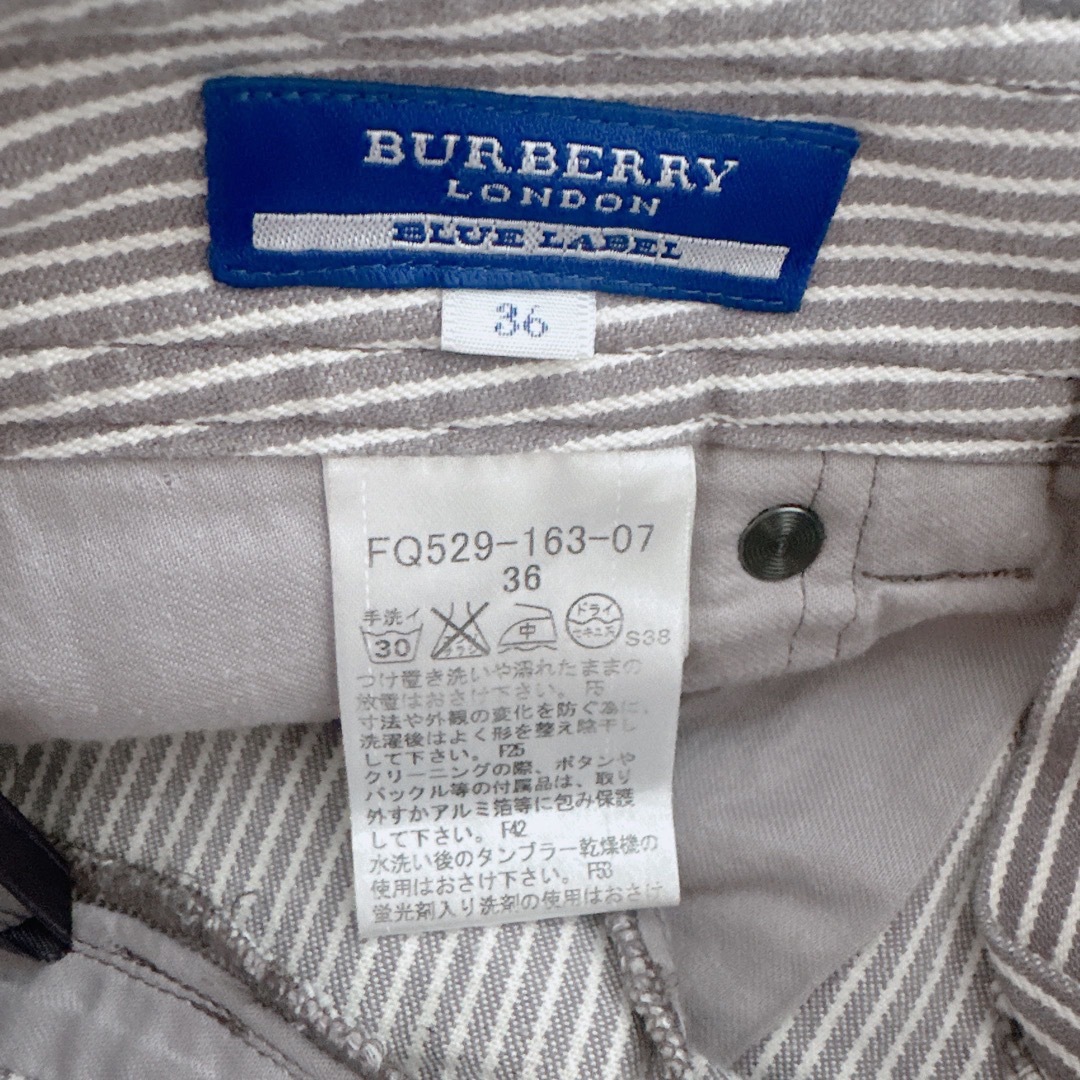 BURBERRY
LONDON
BLUE LABEL
36
FQ529-163-07
36
手洗イ
30
中
ドライ
セキユ系
S38
つけ置き洗いや濡れたままの
放置はおさけ下さい。 F5
寸法や外観の変化を防ぐ為に、
洗濯後はよく形を整え陰干し
して下さい。 F25
クリーニングの際、ボタンや
バックル等の付属品は、取り
外すかアルミ箔等に包み保護
して下さい。 F42
水洗い後のタンブラー乾燥機の
使用はおさけ下さい。 F53
蛍光剤入り洗剤の使用はおさけ